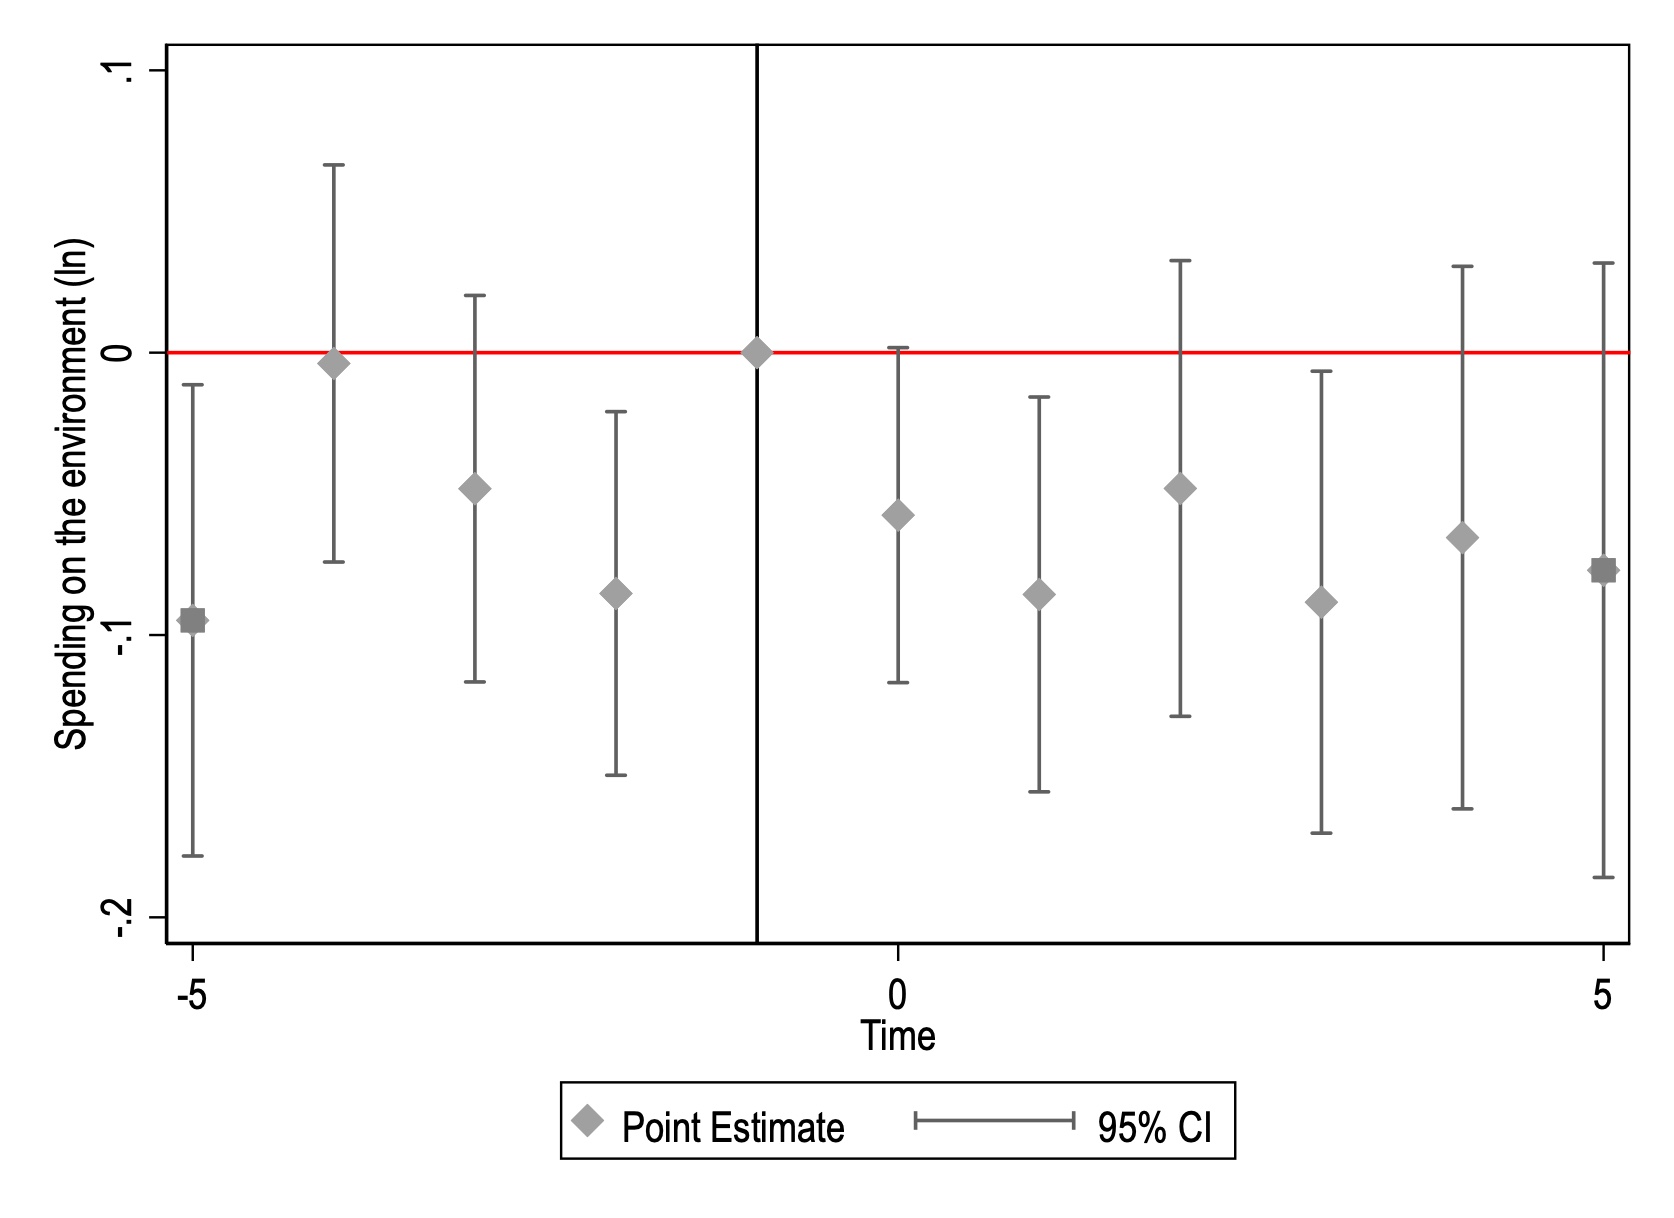 .1
0
-.1
-.2
Spending on the environment (ln)
-5
0
5
Time
Point Estimate
95% CI